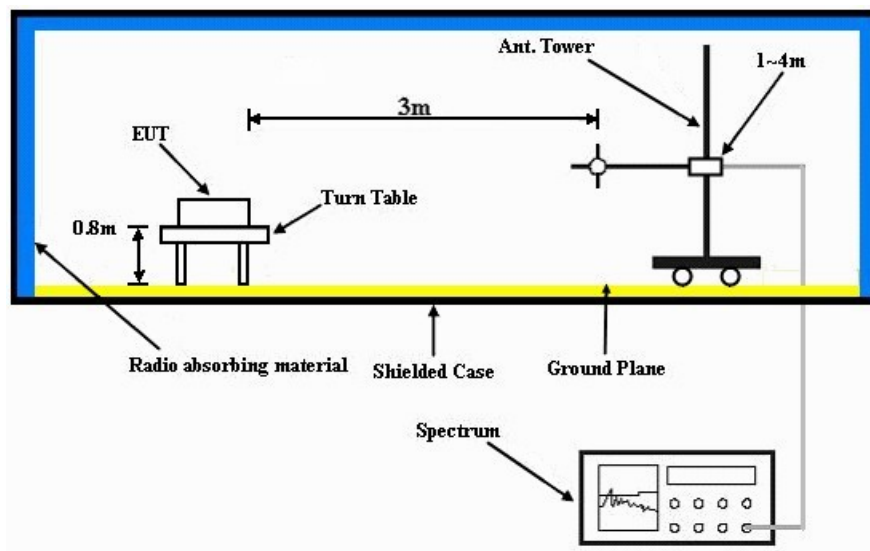 Ant. Tower
1~4m
3m
EUT
Turn Table
0.8m
Radio absorbing material
Shielded Case
Ground Plane
Spectrum